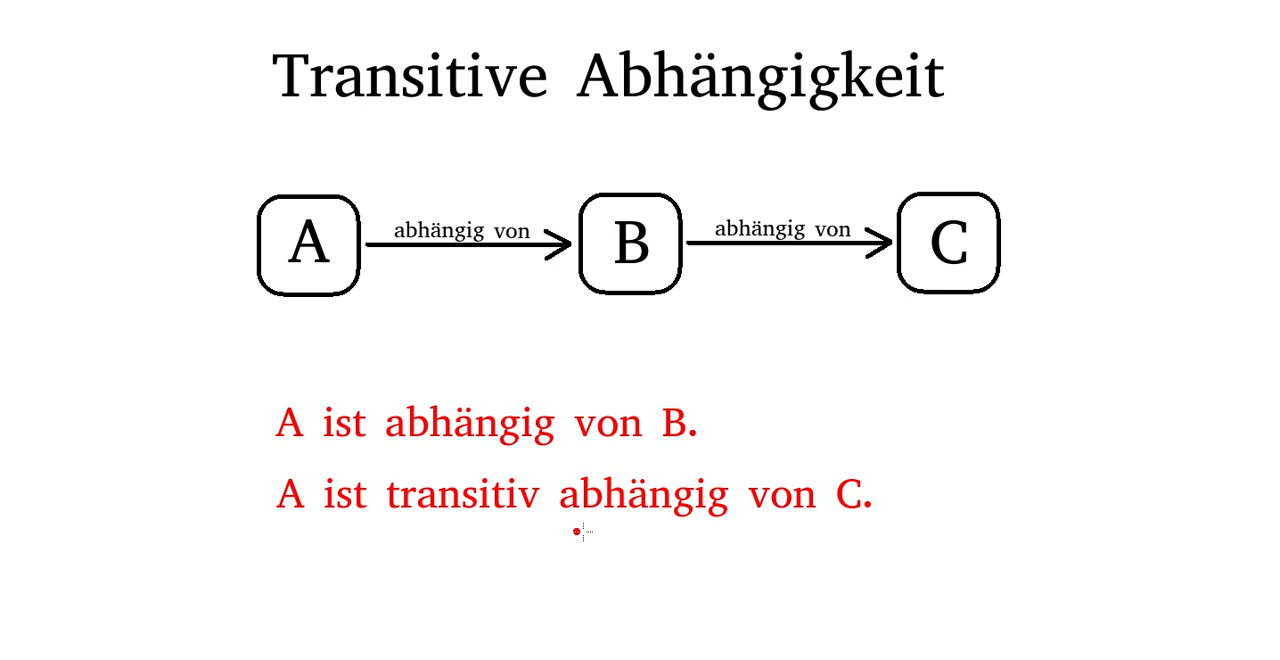 Transitive Abhängigkeit
A abhängig von B abhängig von C
A ist abhängig von B.
A ist transitiv abhängig von C.